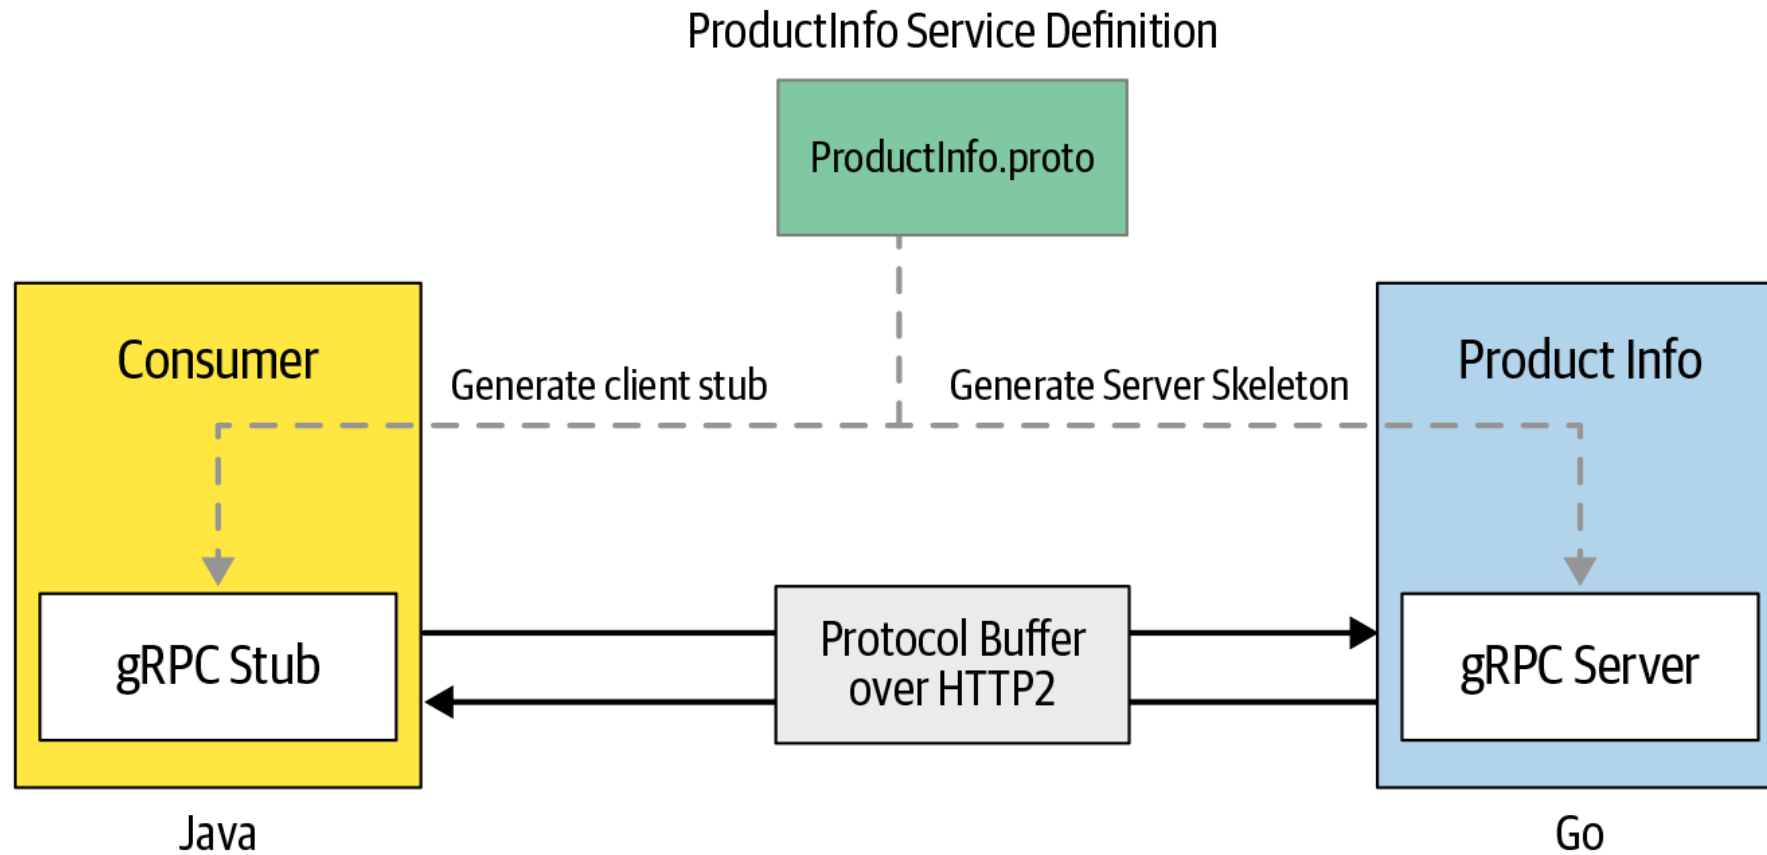 ProductInfo Service Definition
ProductInfo.proto
Consumer
Product Info
Generate client stub
Generate Server Skeleton
gRPC Stub
Protocol Buffer
over HTTP2
gRPC Server
Java
Go